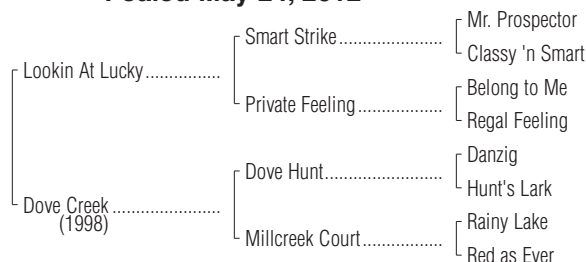 Foaled May 24, 2012
Mr. Prospector
Smart Strike
Classy 'n Smart
Lookin At Lucky
Belong to Me
Private Feeling
Regal Feeling
Danzig
Dove Hunt
Hunt's Lark
Dove Creek
(1998)
Rainy Lake
Millcreek Court
Red as Ever